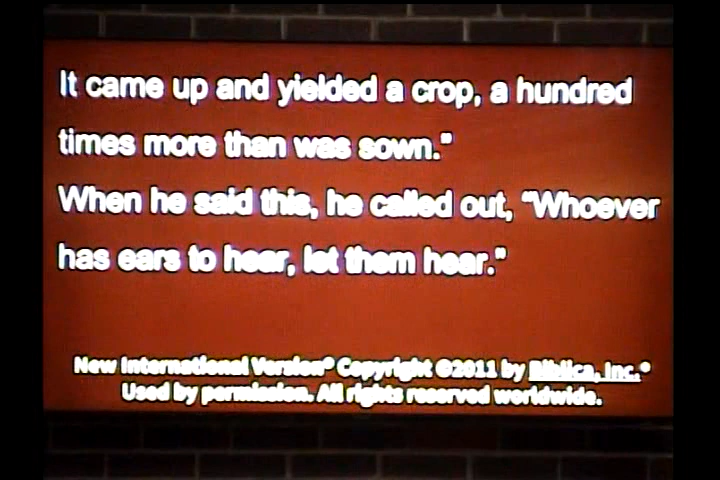 It came up and yielded a crop, a hundred
times more than was sown."
When he said this, he called out, "Whoever
has ears to hear, let them hear."
New International Version® Copyright ©2011 by Biblica, Inc.®
Used by permission. All rights reserved worldwide.